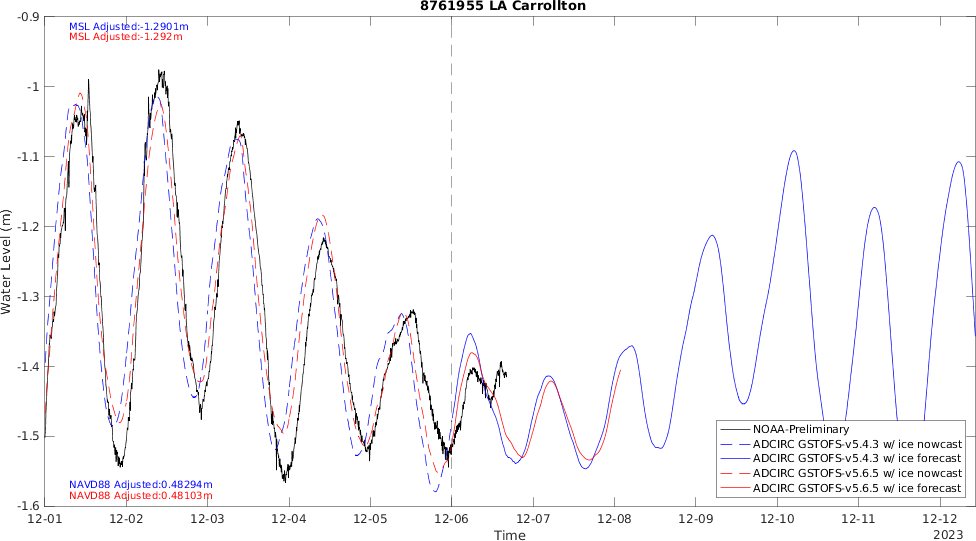 8761955 LA Carrollton
MSL Adjusted:-1.2901m
MSL Adjusted:-1.292m
-0.9
-1
-1.1
-1.2
-1.3
-1.4
-1.5
-1.6
Water Level (m)
NAVD88 Adjusted:0.48294m
NAVD88 Adjusted:0.48103m
NOAA-Preliminary
ADCIRC GSTOFS-v5.4.3 w/ ice nowcast
ADCIRC GSTOFS-v5.4.3 w/ ice forecast
ADCIRC GSTOFS-v5.6.5 w/ ice nowcast
ADCIRC GSTOFS-v5.6.5 w/ ice forecast
12-01 12-02 12-03 12-04 12-05 12-06 12-07 12-08 12-09 12-10 12-11 12-12
Time
2023